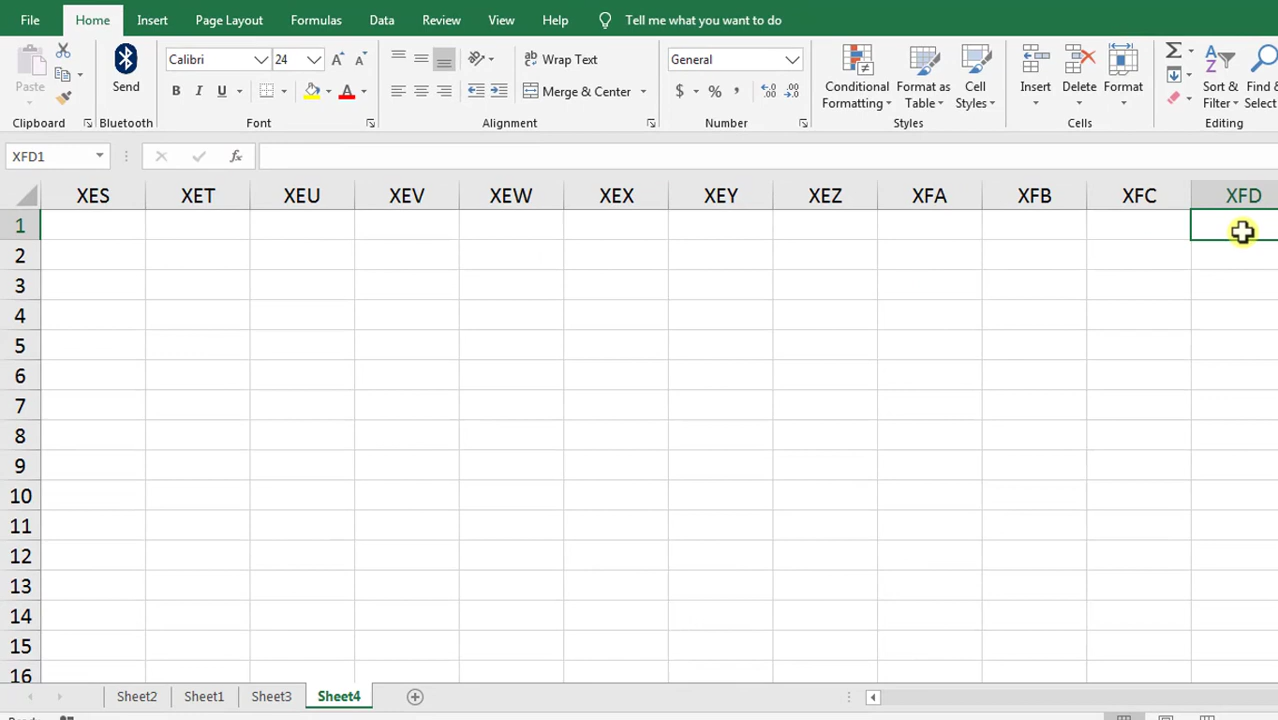 File Home Insert Page Layout Formulas Data Review View Help Tell me what you want to do
Paste
Send
Calibri 24
B I U A
Wrap Text
Merge & Center
General
$ % ,
Conditional Formatting
Format as Table
Cell Styles
Insert
Delete
Format
Sort & Filter
Find & Select
Clipboard Bluetooth Font Alignment Number Styles Cells Editing
XFD1 fx
XES XET XEU XEV XEW XEX XEY XEZ XFA XFB XFC XFD
1
2
3
4
5
6
7
8
9
10
11
12
13
14
15
16
Sheet2 Sheet1 Sheet3 Sheet4